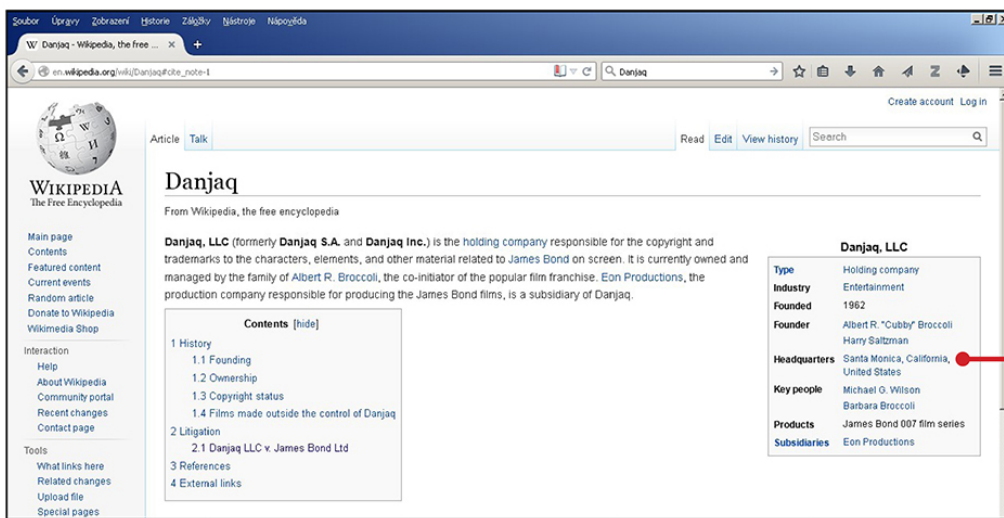 Soubor Úpravy Zobrazení Historie Záložky Nástroje Nápověda
W Danjaq - Wikipedia, the free ... × +
en.wikipedia.org/wiki/Danjaq#cite_note-1
Danjaq
Create account Log in
Article Talk
Read Edit View history Search
WIKIPEDIA
The Free Encyclopedia
Main page
Contents
Featured content
Current events
Random article
Donate to Wikipedia
Wikimedia Shop
Interaction
Help
About Wikipedia
Community portal
Recent changes
Contact page
Tools
What links here
Related changes
Upload file
Special pages
Danjaq
From Wikipedia, the free encyclopedia
Danjaq, LLC (formerly Danjaq S.A. and Danjaq Inc.) is the holding company responsible for the copyright and
trademarks to the characters, elements, and other material related to James Bond on screen. It is currently owned and
managed by the family of Albert R. Broccoli, the co-initiator of the popular film franchise. Eon Productions, the
production company responsible for producing the James Bond films, is a subsidiary of Danjaq.
Contents [hide]
1 History
1.1 Founding
1.2 Ownership
1.3 Copyright status
1.4 Films made outside the control of Danjaq
2 Litigation
2.1 Danjaq LLC v. James Bond Ltd
3 References
4 External links
Danjaq, LLC
Type Holding company
Industry Entertainment
Founded 1962
Founder Albert R. "Cubby" Broccoli
Harry Saltzman
Headquarters Santa Monica, California,
United States
Key people Michael G. Wilson
Barbara Broccoli
Products James Bond 007 film series
Subsidiaries Eon Productions